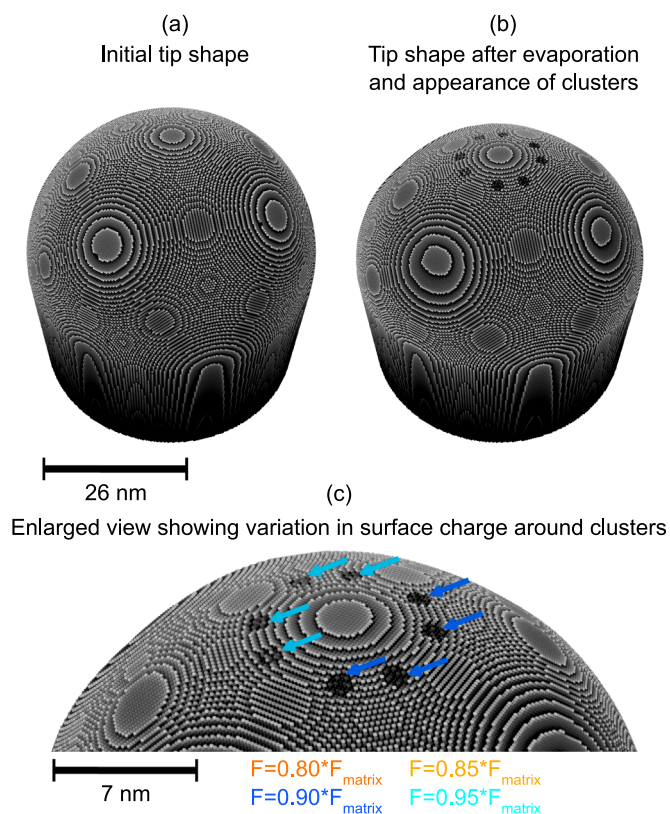 (a)
Initial tip shape
(b)
Tip shape after evaporation
and appearance of clusters
26 nm
(c)
Enlarged view showing variation in surface charge around clusters
7 nm
F=0.80*F_matrix F=0.85*F_matrix
F=0.90*F_matrix F=0.95*F_matrix